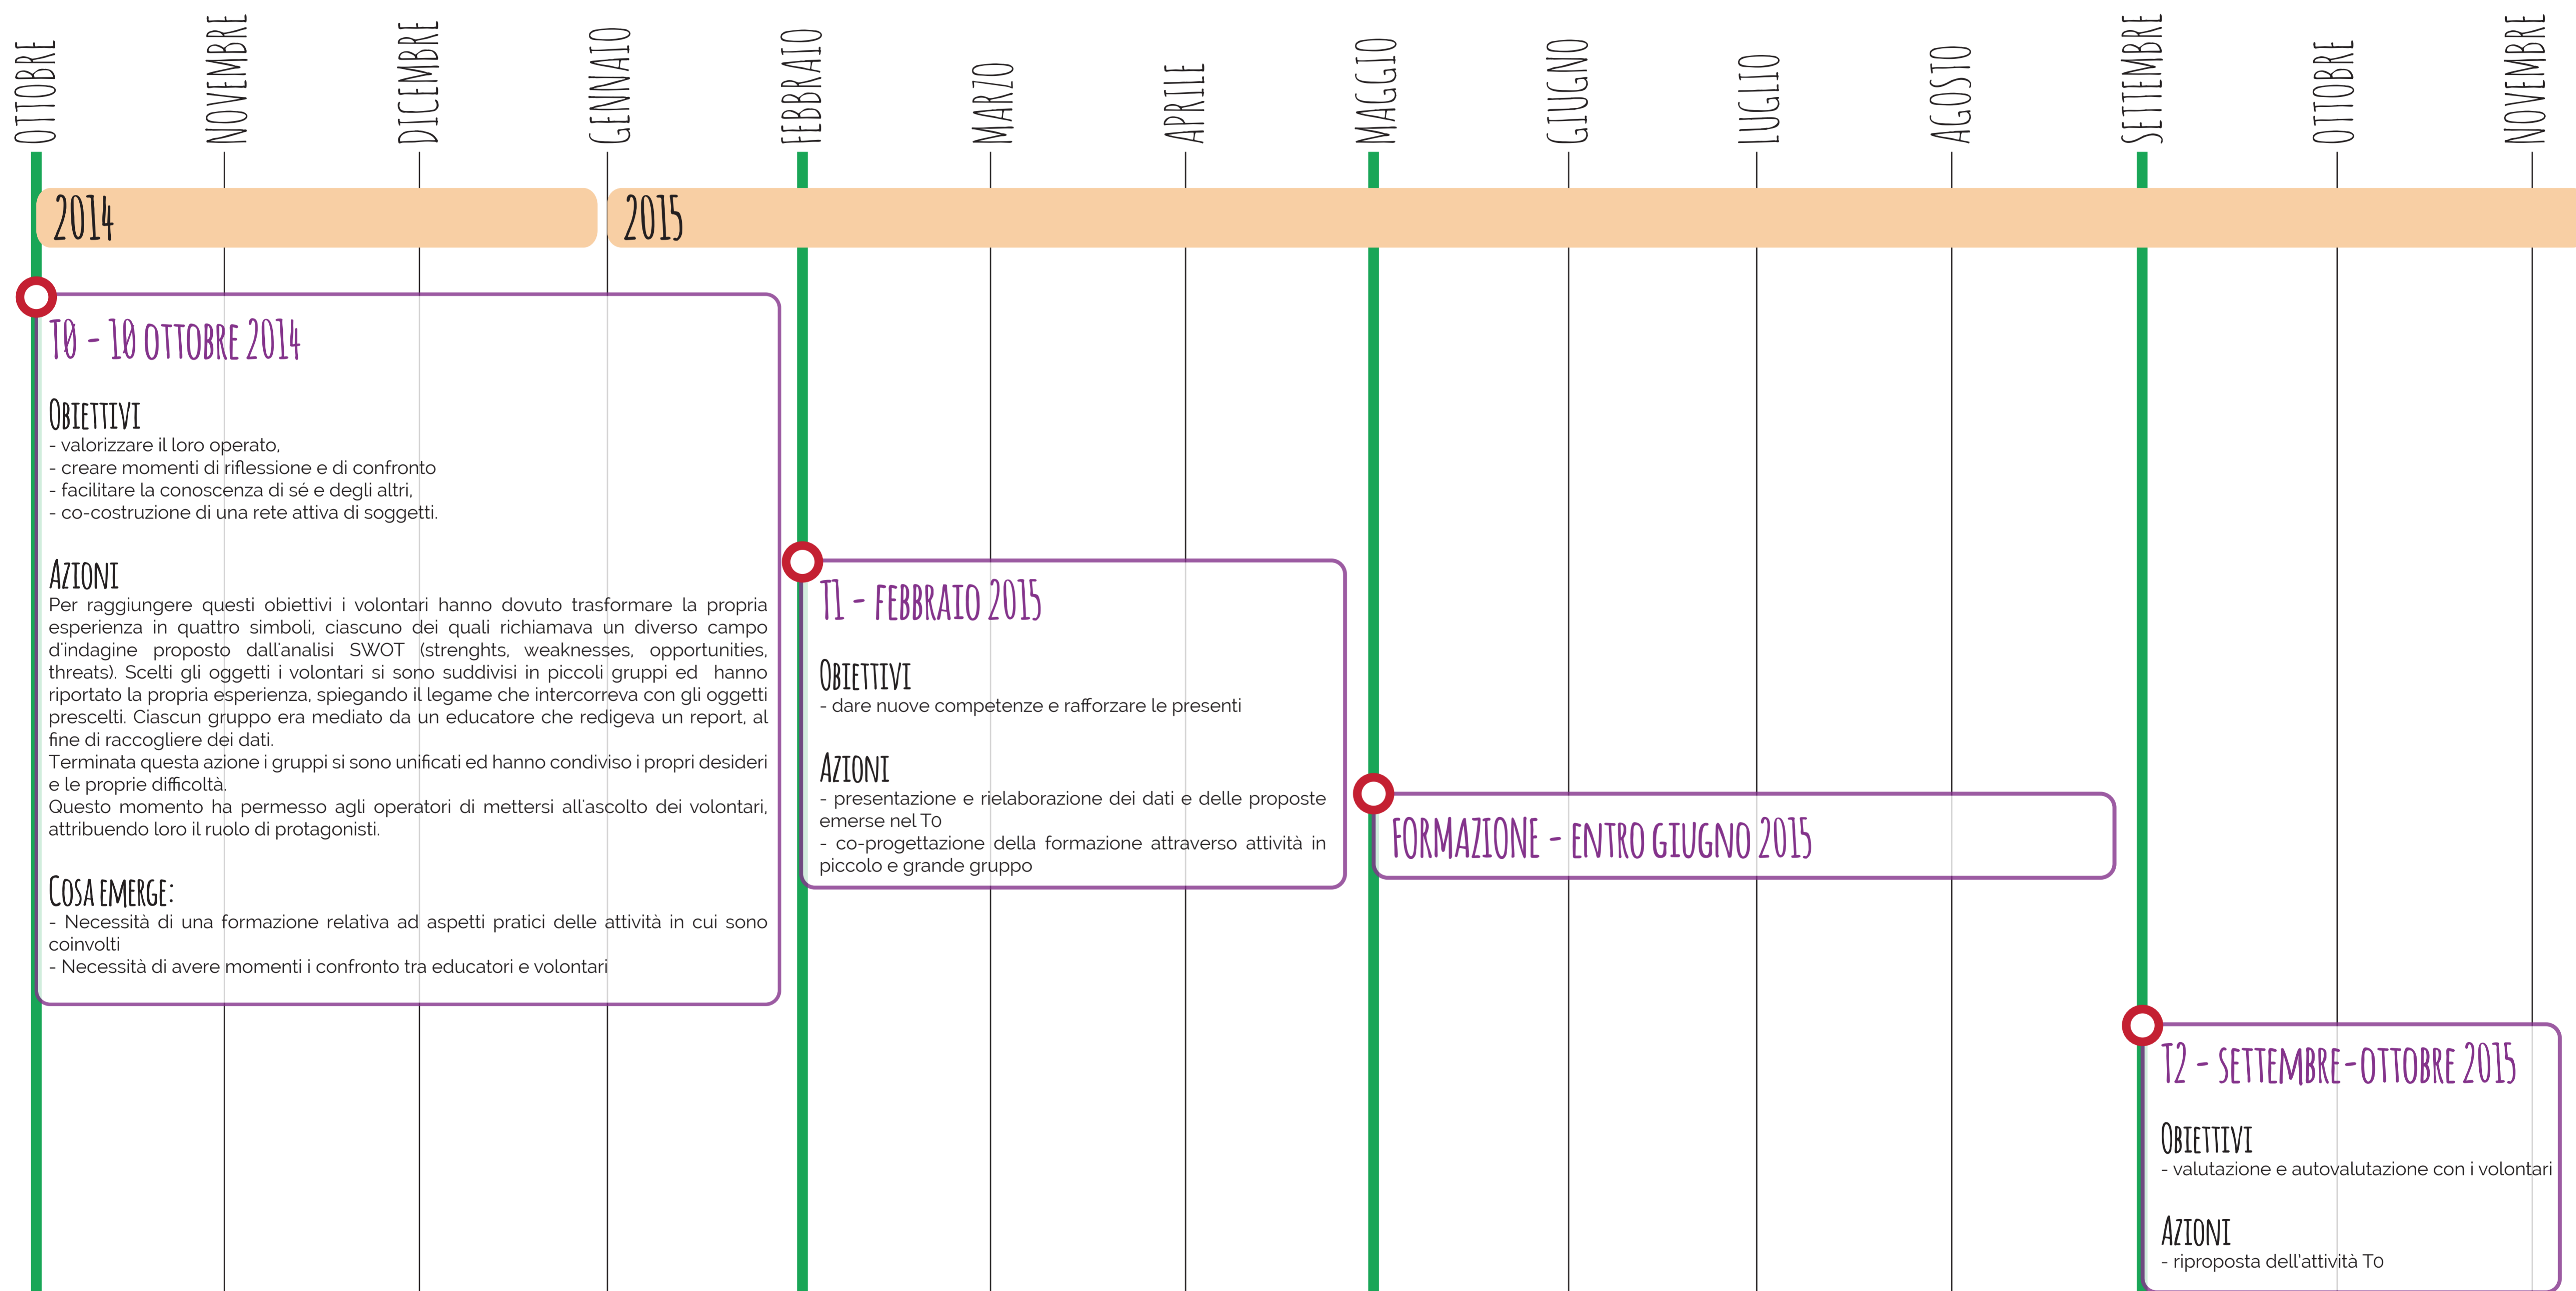 OTTOBRE
NOVEMBRE
DICEMBRE
GENNAIO
FEBBRAIO
MARZO
APRILE
MAGGIO
GIUGNO
LUGLIO
AGOSTO
SETTEMBRE
OTTOBRE
NOVEMBRE
2014
2015
T0 - 10 OTTOBRE 2014
OBIETTIVI
- valorizzare il loro operato,
- creare momenti di riflessione e di confronto
- facilitare la conoscenza di sé e degli altri,
- co-costruzione di una rete attiva di soggetti.
AZIONI
Per raggiungere questi obiettivi i volontari hanno dovuto trasformare la propria
esperienza in quattro simboli, ciascuno dei quali richiamava un diverso campo
d'indagine proposto dall'analisi SWOT (strenghts, weaknesses, opportunities,
threats). Scelti gli oggetti i volontari si sono suddivisi in piccoli gruppi ed hanno
riportato la propria esperienza, spiegando il legame che intercorreva con gli oggetti
prescelti. Ciascun gruppo era mediato da un educatore che redigeva un report, al
fine di raccogliere dei dati.
Terminata questa azione i gruppi si sono unificati ed hanno condiviso i propri desideri
e le proprie difficoltà.
Questo momento ha permesso agli operatori di mettersi all'ascolto dei volontari,
attribuendo loro il ruolo di protagonisti.
COSA EMERGE:
- Necessità di una formazione relativa ad aspetti pratici delle attività in cui sono
coinvolti
- Necessità di avere momenti i confronto tra educatori e volontari
T1 - FEBBRAIO 2015
OBIETTIVI
- dare nuove competenze e rafforzare le presenti
AZIONI
- presentazione e rielaborazione dei dati e delle proposte
emerse nel T0
- co-progettazione della formazione attraverso attività in
piccolo e grande gruppo
FORMAZIONE - ENTRO GIUGNO 2015
T2 - SETTEMBRE-OTTOBRE 2015
OBIETTIVI
- valutazione e autovalutazione con i volontari
AZIONI
- riproposta dell'attività T0